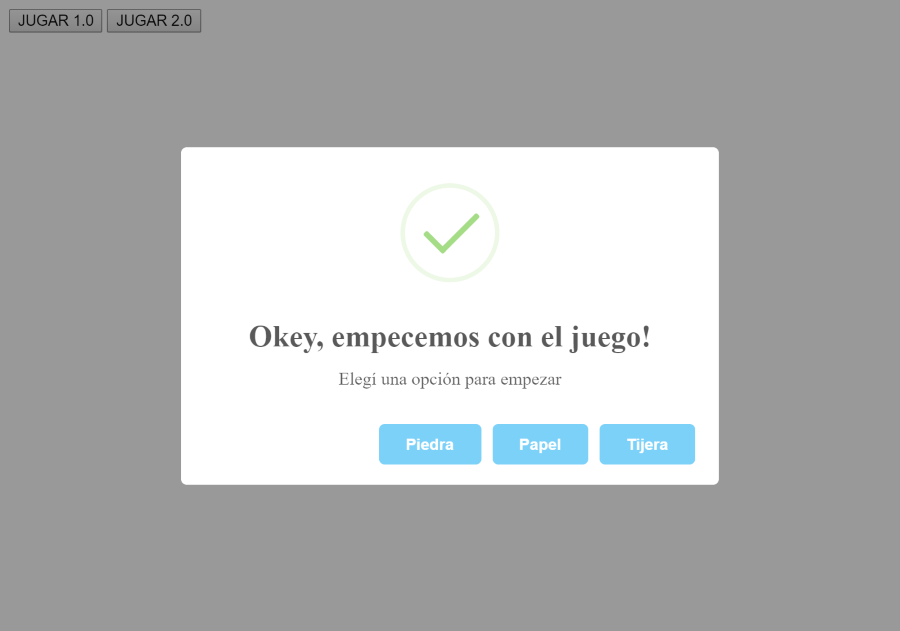 JUGAR 1.0 JUGAR 2.0
Okey, empecemos con el juego!
Elegí una opción para empezar
Piedra Papel Tijera